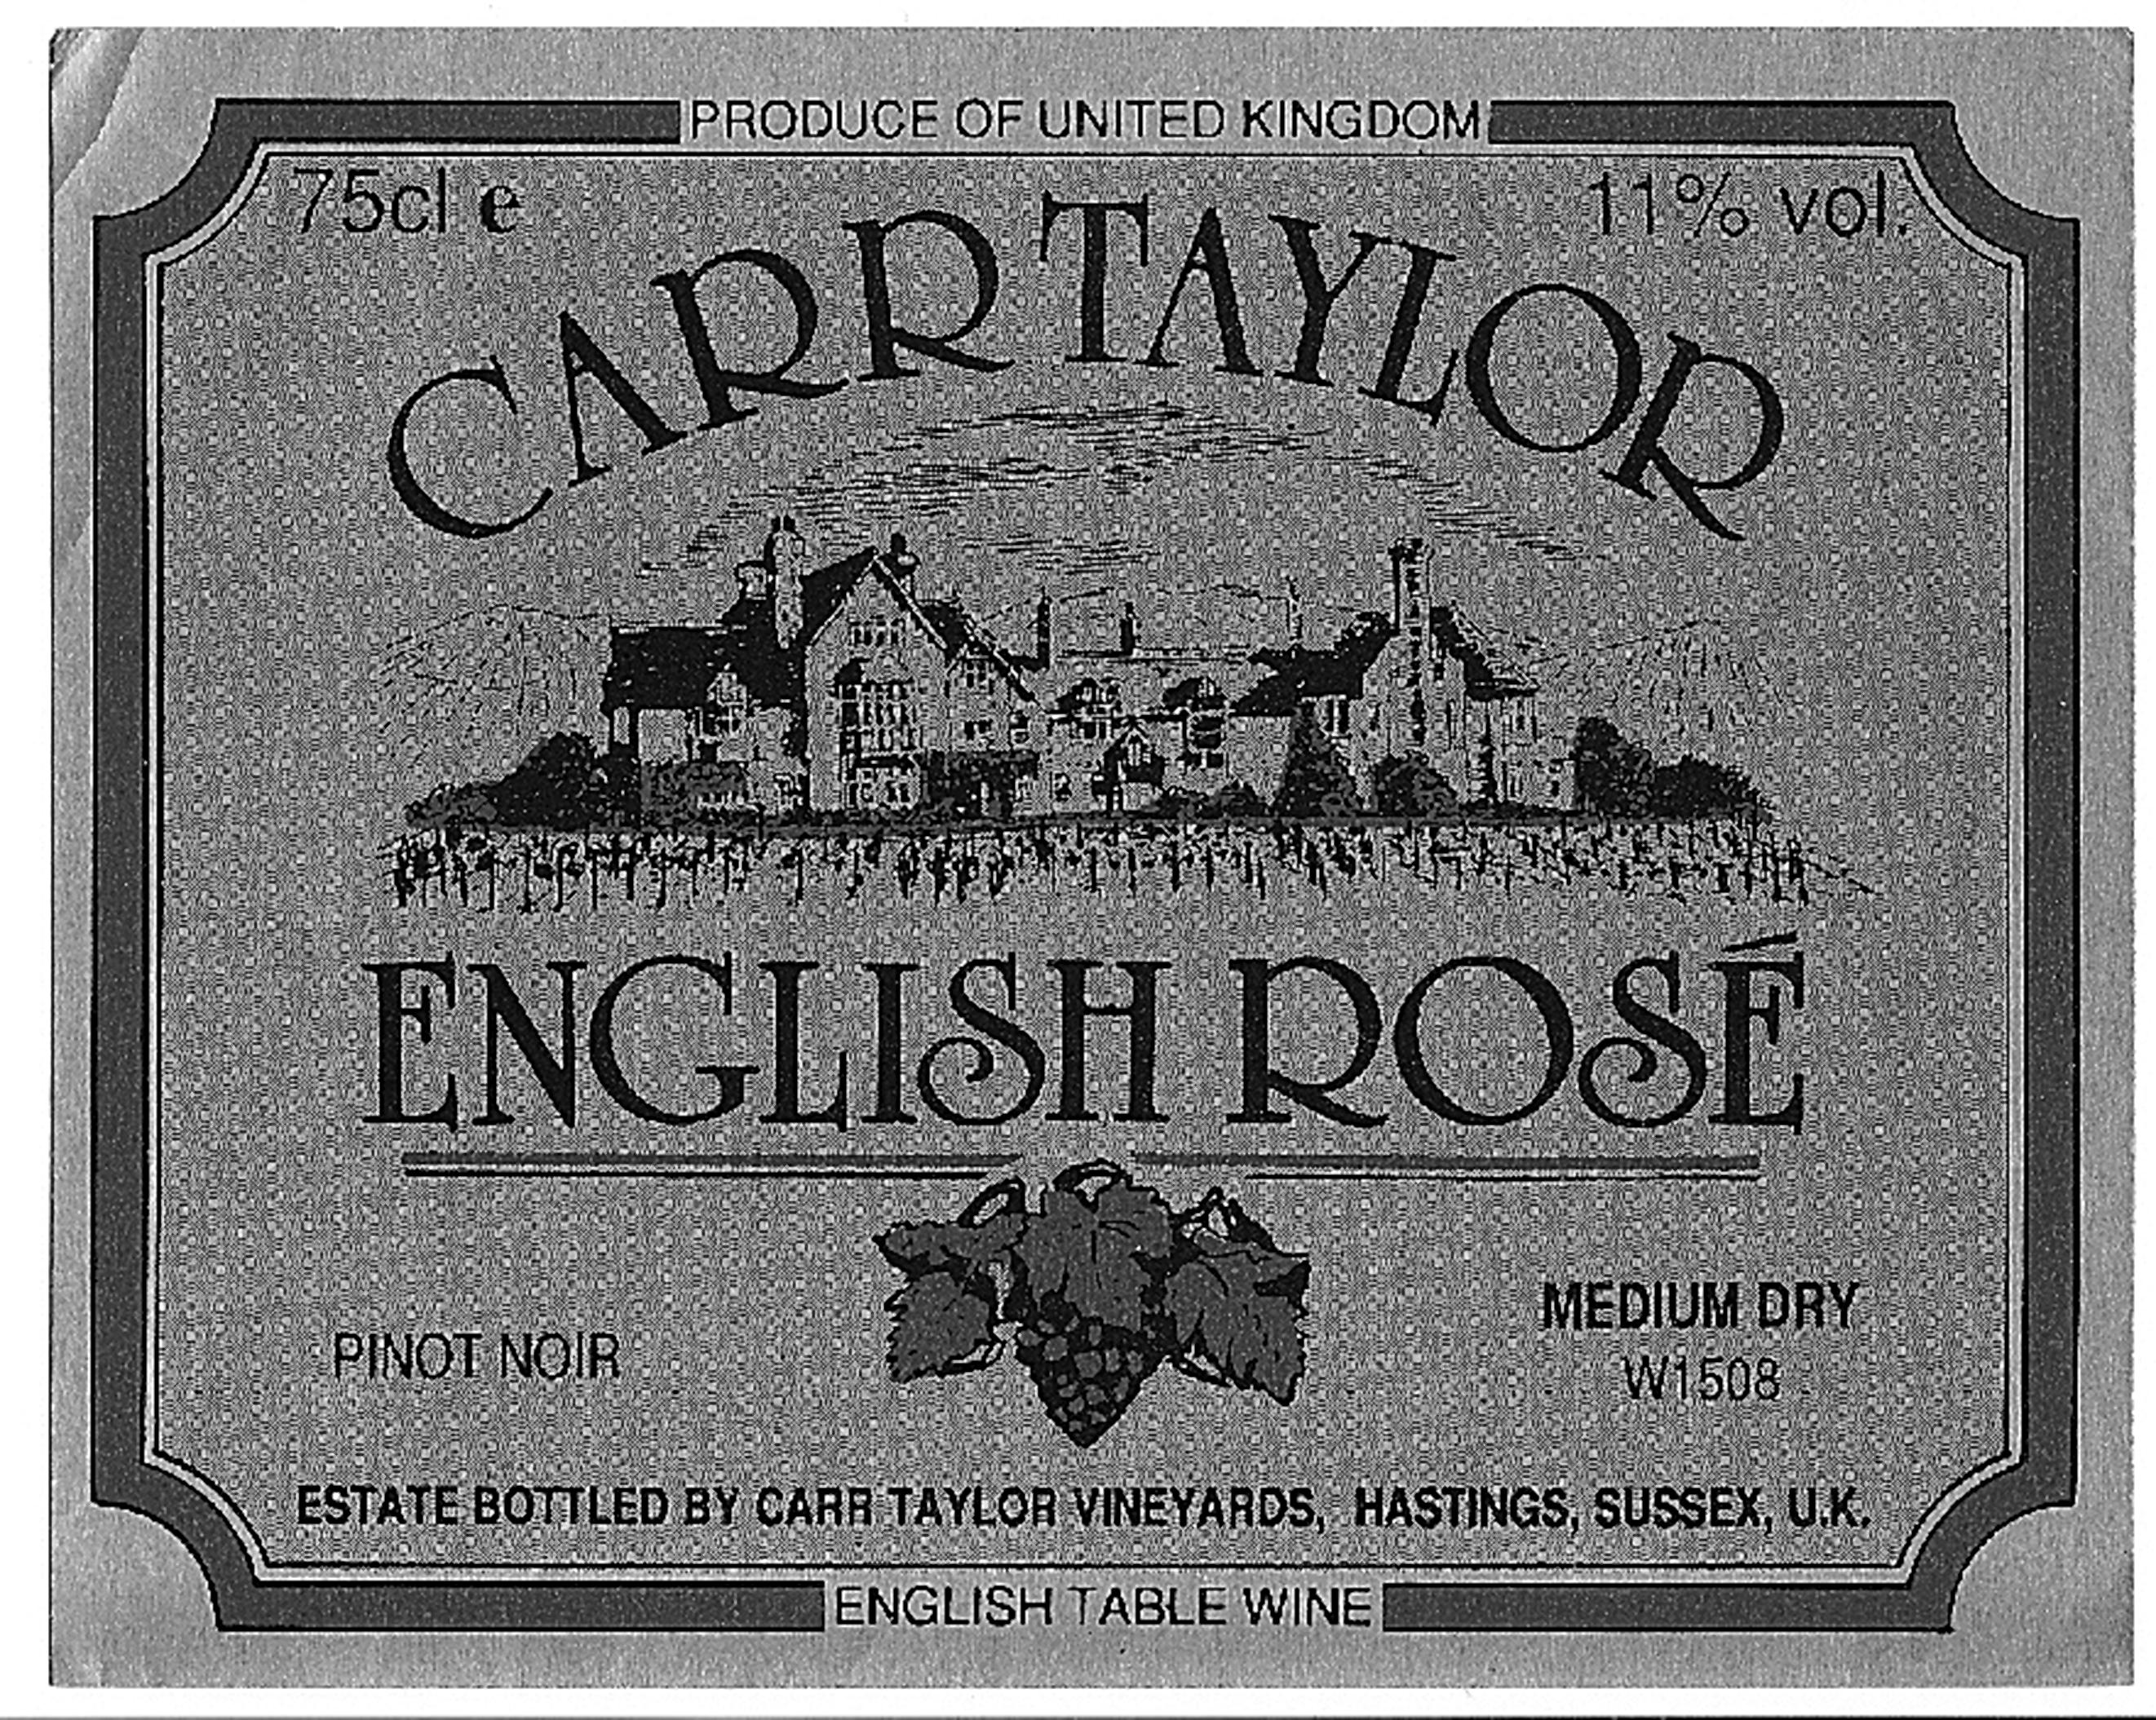 PRODUCE OF UNITED KINGDOM
75cl e
11% vol.
CARR TAYLOR
ENGLISH ROSÉ
PINOT NOIR
MEDIUM DRY
W1508
ESTATE BOTTLED BY CARR TAYLOR VINEYARDS, HASTINGS, SUSSEX, U.K.
ENGLISH TABLE WINE